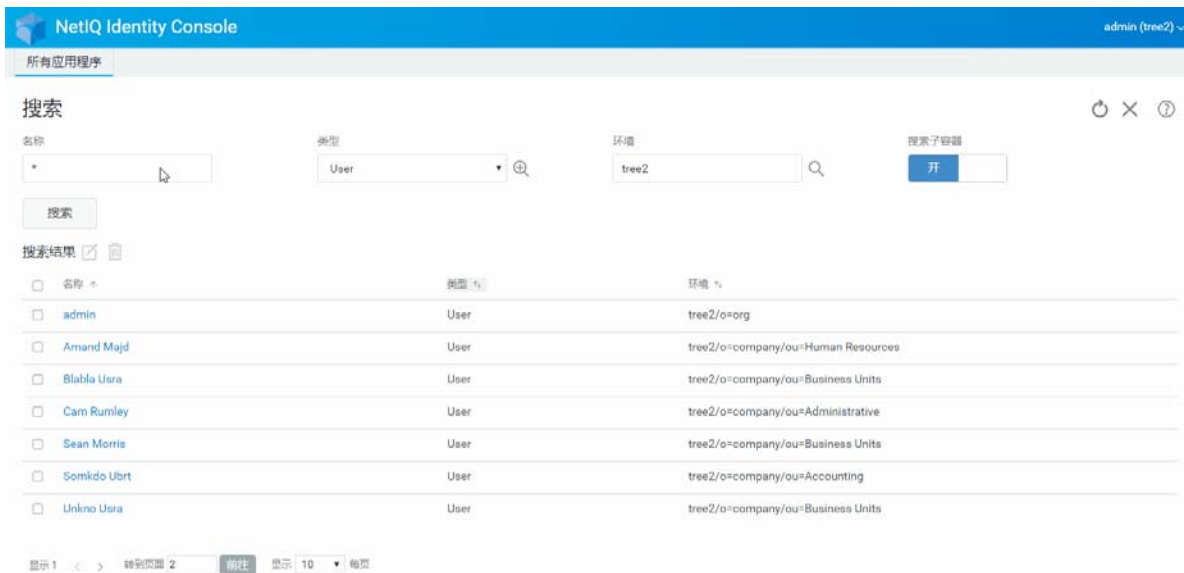 NetIQ Identity Console
admin (tree2)
所有应用程序
搜索
名称 类型 环境 搜索子容器
* User tree2 开
搜索
搜索结果
名称 类型 环境
admin User tree2/o=org
Amand Majd User tree2/o=company/ou=Human Resources
Blabla Usra User tree2/o=company/ou=Business Units
Cam Rumley User tree2/o=company/ou=Administrative
Sean Morris User tree2/o=company/ou=Business Units
Somkdo Ubrt User tree2/o=company/ou=Accounting
Unkno Usra User tree2/o=company/ou=Business Units
显示 1 转到页面 2 前往 显示 10 每页